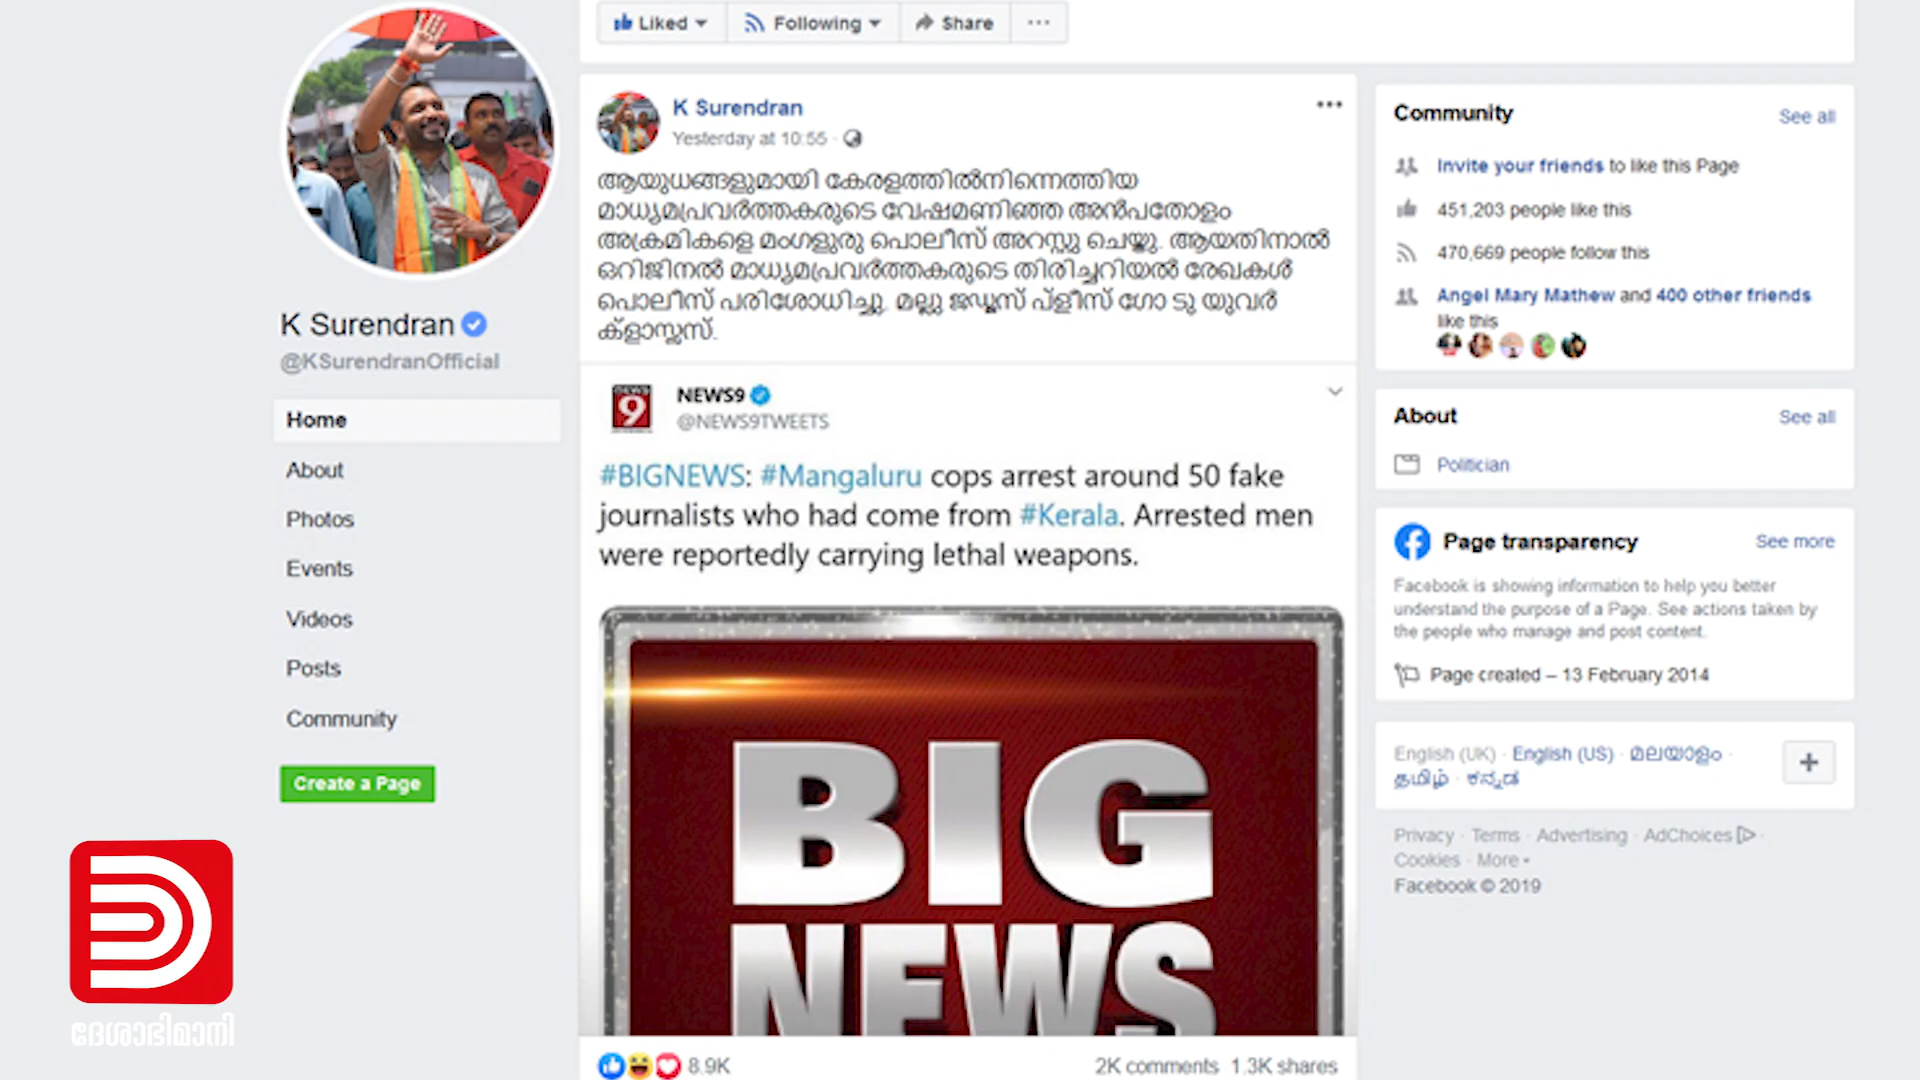 Liked
Following
Share
K Surendran
Yesterday at 10:55
ആയുധങ്ങളുമായി കേരളത്തിൽനിന്നെത്തിയ
മാധ്യമപ്രവർത്തകരുടെ വേഷമണിഞ്ഞ അൻപതോളം
അക്രമികളെ മംഗളുരു പൊലീസ് അറസ്റ്റു ചെയ്തു. ആയതിനാൽ
ഒറിജിനൽ മാധ്യമപ്രവർത്തകരുടെ തിരിച്ചറിയൽ രേഖകൾ
പൊലീസ് പരിശോധിച്ചു. മല്ലു ജഡ്ജസ് പ്ളീസ് ഗോ ടു യുവർ
ക്ളാസ്സസ്.
NEWS9
@NEWS9TWEETS
#BIGNEWS: #Mangaluru cops arrest around 50 fake
journalists who had come from #Kerala. Arrested men
were reportedly carrying lethal weapons.
NEWS
9
BIG
NEWS
8.9K
2K comments 1.3K shares
K Surendran
@KSurendranOfficial
Home
About
Photos
Events
Videos
Posts
Community
Create a Page
ദേശാഭിമാനി
Community
See all
Invite your friends to like this Page
451,203 people like this
470,669 people follow this
Angel Mary Mathew and 400 other friends
like this
About
See all
Politician
Page transparency
See more
Facebook is showing information to help you better
understand the purpose of a Page. See actions taken by
the people who manage and post content.
Page created – 13 February 2014
English (UK) · English (US) · മലയാളം ·
தமிழ் · ಕನ್ನಡ
Privacy · Terms · Advertising · AdChoices ·
Cookies · More
Facebook © 2019